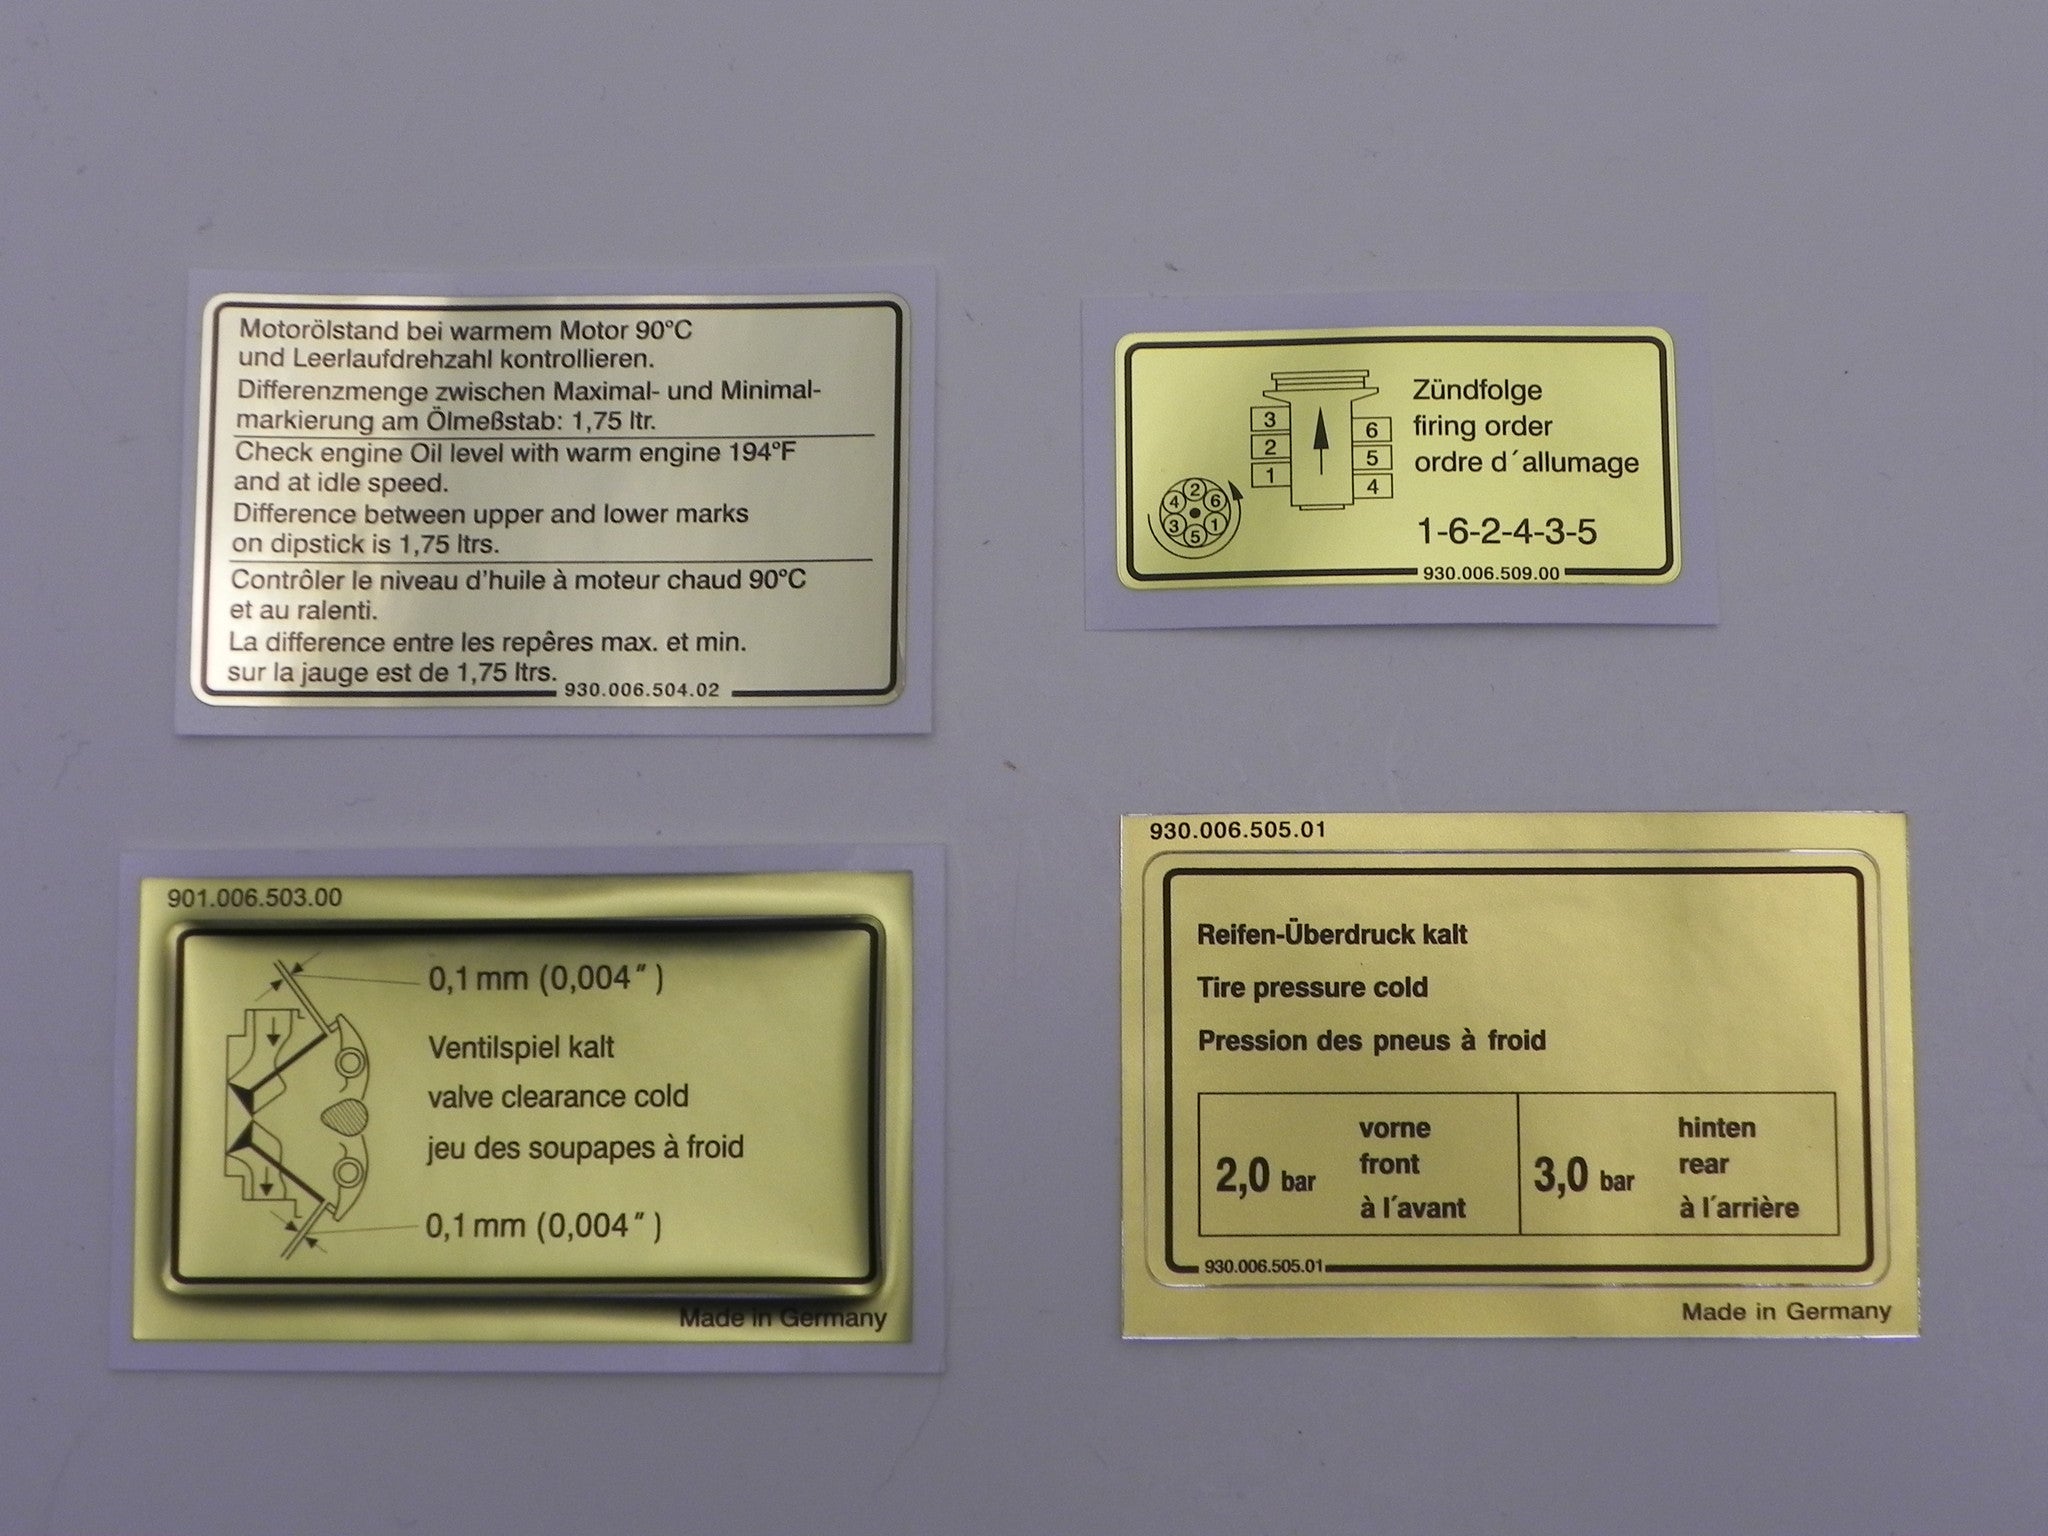 Motorölstand bei warmem Motor 90°C
und Leerlaufdrehzahl kontrollieren.
Differenzmenge zwischen Maximal- und Minimal-
markierung am Ölmeßstab: 1,75 ltr.
Check engine Oil level with warm engine 194°F
and at idle speed.
Difference between upper and lower marks
on dipstick is 1,75 ltrs.
Contrôler le niveau d'huile à moteur chaud 90°C
et au ralenti.
La difference entre les repêres max. et min.
sur la jauge est de 1,75 ltrs.
930.006.504.02
3
2
1
6
5
4
2
6
1
5
3
4
Zündfolge
firing order
ordre d´allumage
1-6-2-4-3-5
930.006.509.00
901.006.503.00
0,1 mm (0,004″ )
Ventilspiel kalt
valve clearance cold
jeu des soupapes à froid
0,1 mm (0,004″ )
Made in Germany
930.006.505.01
Reifen-Überdruck kalt
Tire pressure cold
Pression des pneus à froid
2,0 bar
vorne
front
à l´avant
3,0 bar
hinten
rear
à l´arrière
930.006.505.01
Made in Germany